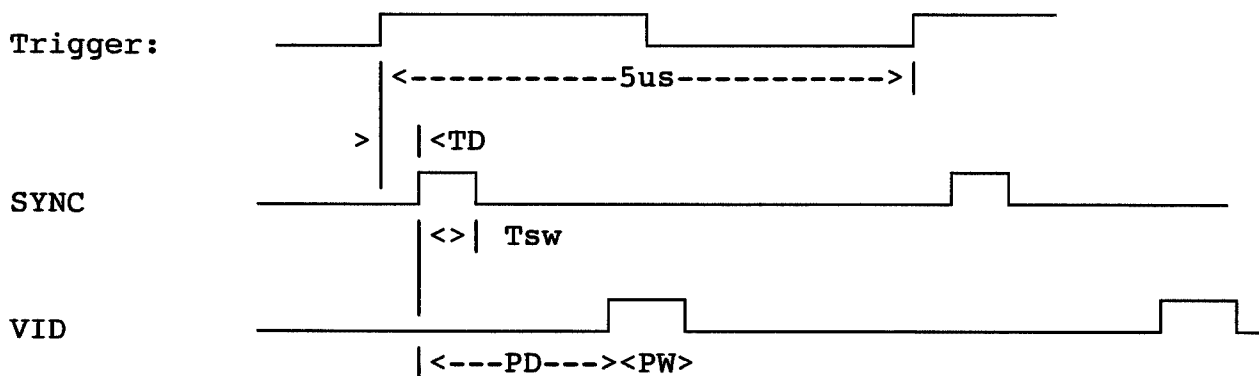 Trigger:
<-----------5us----------->|
> |<TD
SYNC
|<>| Tsw
VID
|<---PD---><PW>